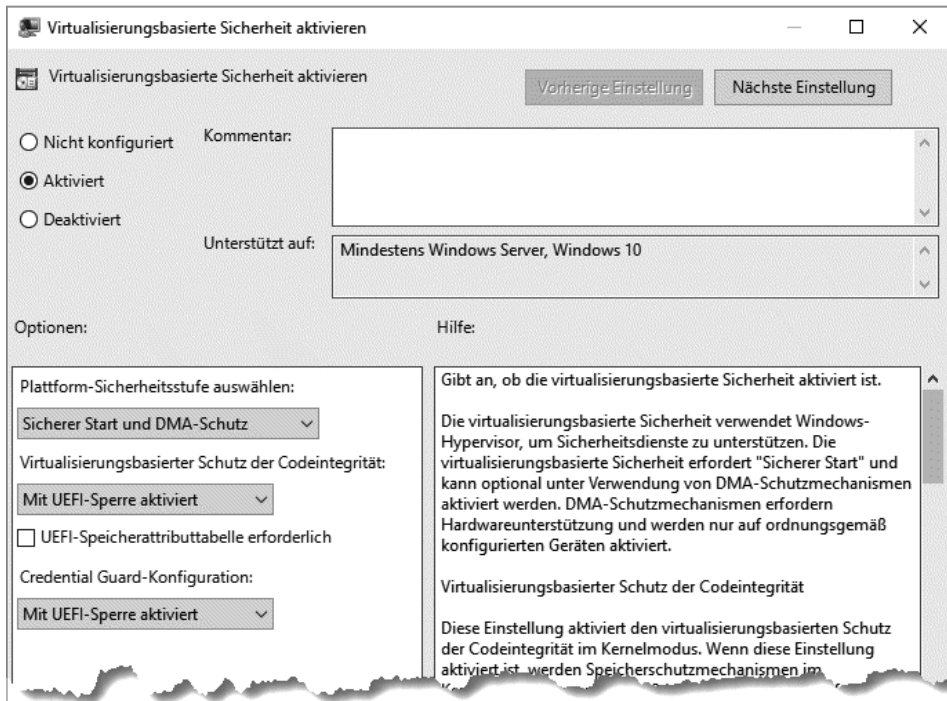 Virtualisierungsbasierte Sicherheit aktivieren
Virtualisierungsbasierte Sicherheit aktivieren
Vorherige Einstellung
Nächste Einstellung
Nicht konfiguriert
Aktiviert
Deaktiviert
Kommentar:
Unterstützt auf:
Mindestens Windows Server, Windows 10
Optionen:
Hilfe:
Plattform-Sicherheitsstufe auswählen:
Sicherer Start und DMA-Schutz
Virtualisierungsbasierter Schutz der Codeintegrität:
Mit UEFI-Sperre aktiviert
UEFI-Speicherattributtabelle erforderlich
Credential Guard-Konfiguration:
Mit UEFI-Sperre aktiviert
Gibt an, ob die virtualisierungsbasierte Sicherheit aktiviert ist.
Die virtualisierungsbasierte Sicherheit verwendet Windows-
Hypervisor, um Sicherheitsdienste zu unterstützen. Die
virtualisierungsbasierte Sicherheit erfordert "Sicherer Start" und
kann optional unter Verwendung von DMA-Schutzmechanismen
aktiviert werden. DMA-Schutzmechanismen erfordern
Hardwareunterstützung und werden nur auf ordnungsgemäß
konfigurierten Geräten aktiviert.
Virtualisierungsbasierter Schutz der Codeintegrität
Diese Einstellung aktiviert den virtualisierungsbasierten Schutz
der Codeintegrität im Kernelmodus. Wenn diese Einstellung
aktiviert ist, werden Speicherschutzmechanismen im